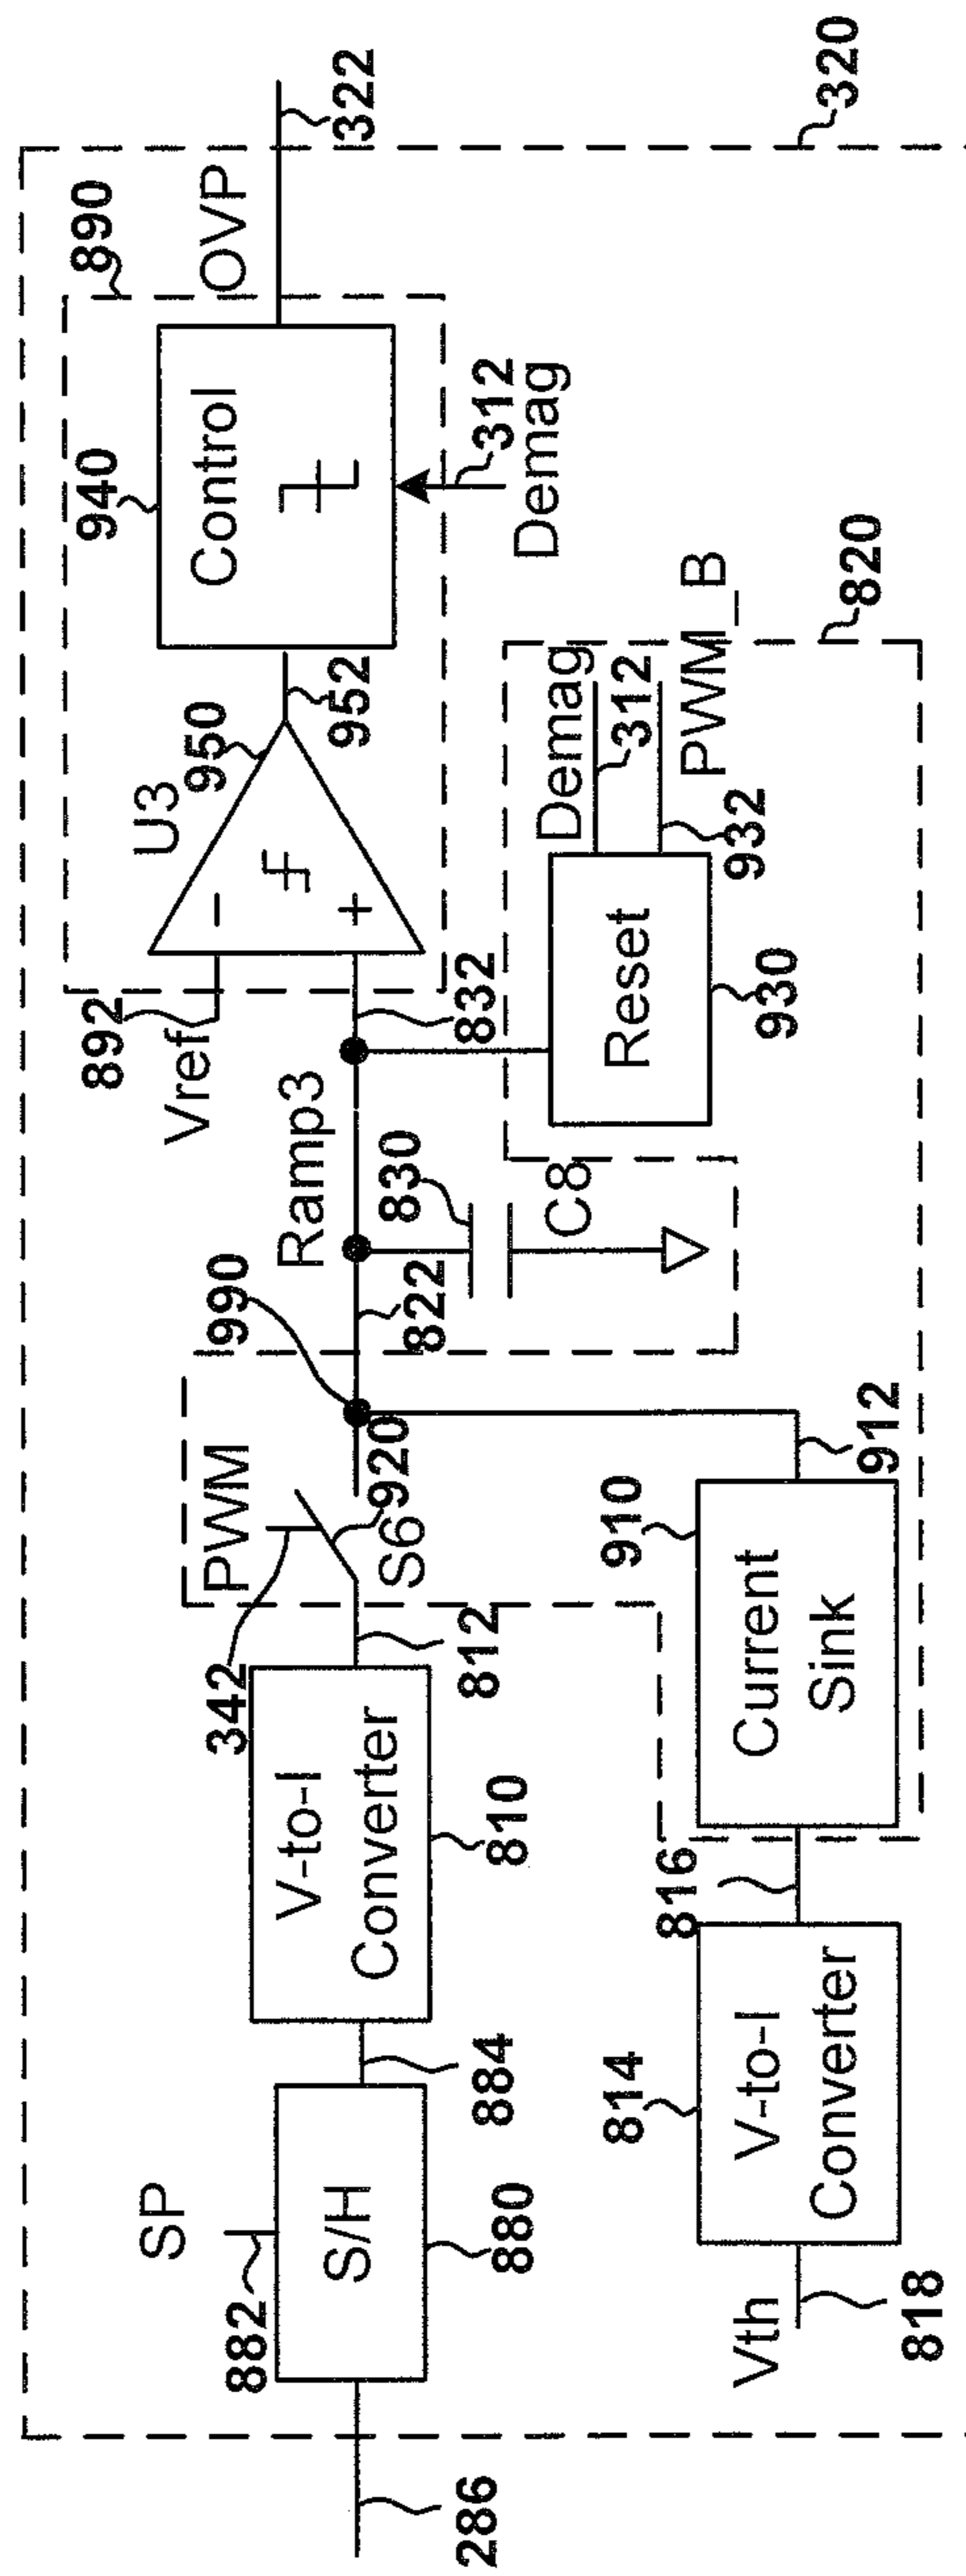 320
890
OVP
322
940
Control
312
Demag
U3
950
952
892
Vref
832
Ramp3
Demag
312
PWM_B
932
820
Reset
930
990
822
830
C8
PWM
342
920
S6
812
V-to-I
Converter
810
910
Current
Sink
912
816
SP
882
S/H
880
884
286
814
V-to-I
Converter
Vth
818